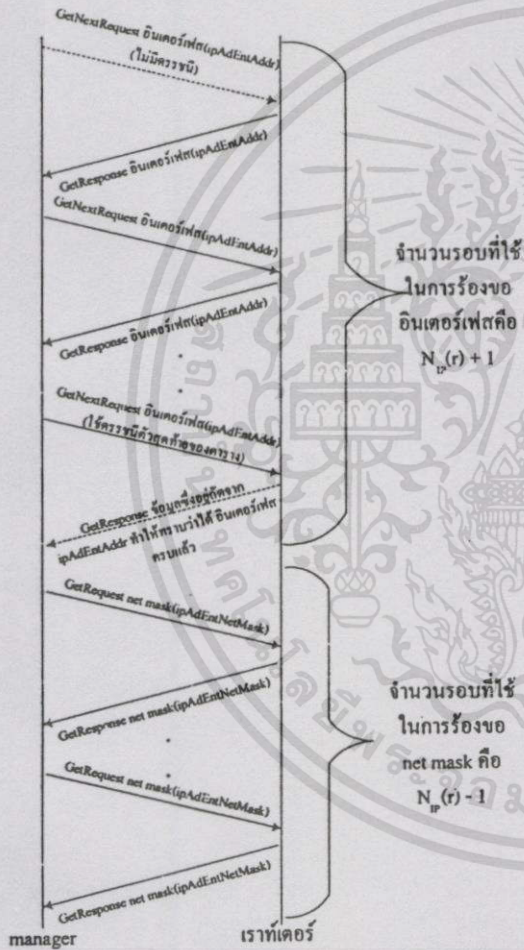 GetNextRequest อินเตอร์เฟส(ipAdEntAddr)
(ไม่มีดรรชนี)
GetResponse อินเตอร์เฟส(ipAdEntAddr)
GetNextRequest อินเตอร์เฟส(ipAdEntAddr)
GetResponse อินเตอร์เฟส(ipAdEntAddr)
GetNextRequest อินเตอร์เฟส(ipAdEntAddr)
(ใช้ดรรชนีตัวสุดท้ายของตาราง)
GetResponse ข้อมูลซึ่งอยู่ถัดจาก
ipAdEntAddr ทำให้ทราบว่าได้ อินเตอร์เฟส
ครบแล้ว
จำนวนรอบที่ใช้
ในการร้องขอ
อินเตอร์เฟสคือ
N_IP(r) + 1
GetRequest net mask(ipAdEntNetMask)
GetResponse net mask(ipAdEntNetMask)
GetRequest net mask(ipAdEntNetMask)
GetResponse net mask(ipAdEntNetMask)
จำนวนรอบที่ใช้
ในการร้องขอ
net mask คือ
N_IP(r) - 1
manager
เราท์เตอร์